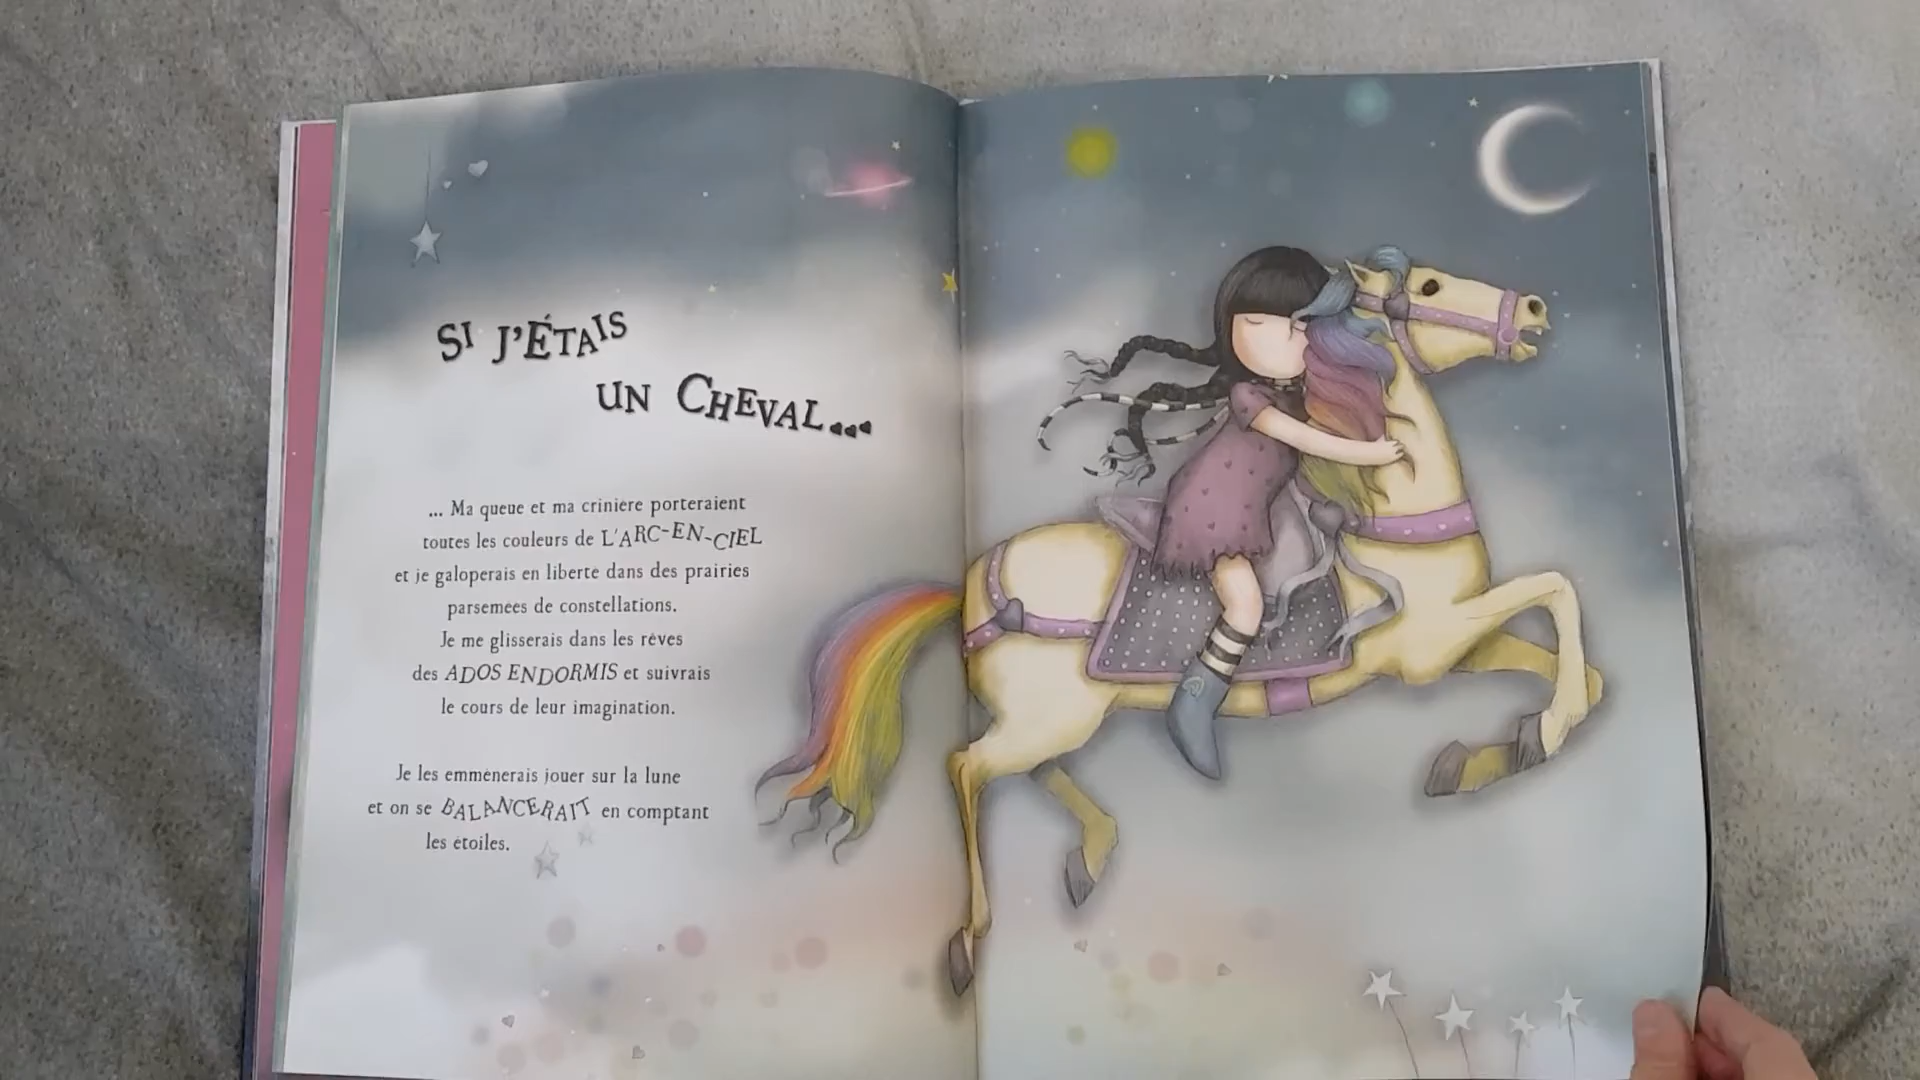 SI J'ÉTAIS
UN CHEVAL...
... Ma queue et ma crinière porteraient
toutes les couleurs de L'ARC-EN-CIEL
et je galoperais en liberté dans des prairies
parsemées de constellations.
Je me glisserais dans les rêves
des ADOS ENDORMIS et suivrais
le cours de leur imagination.
Je les emmènerais jouer sur la lune
et on se BALANCERAIT en comptant
les étoiles.